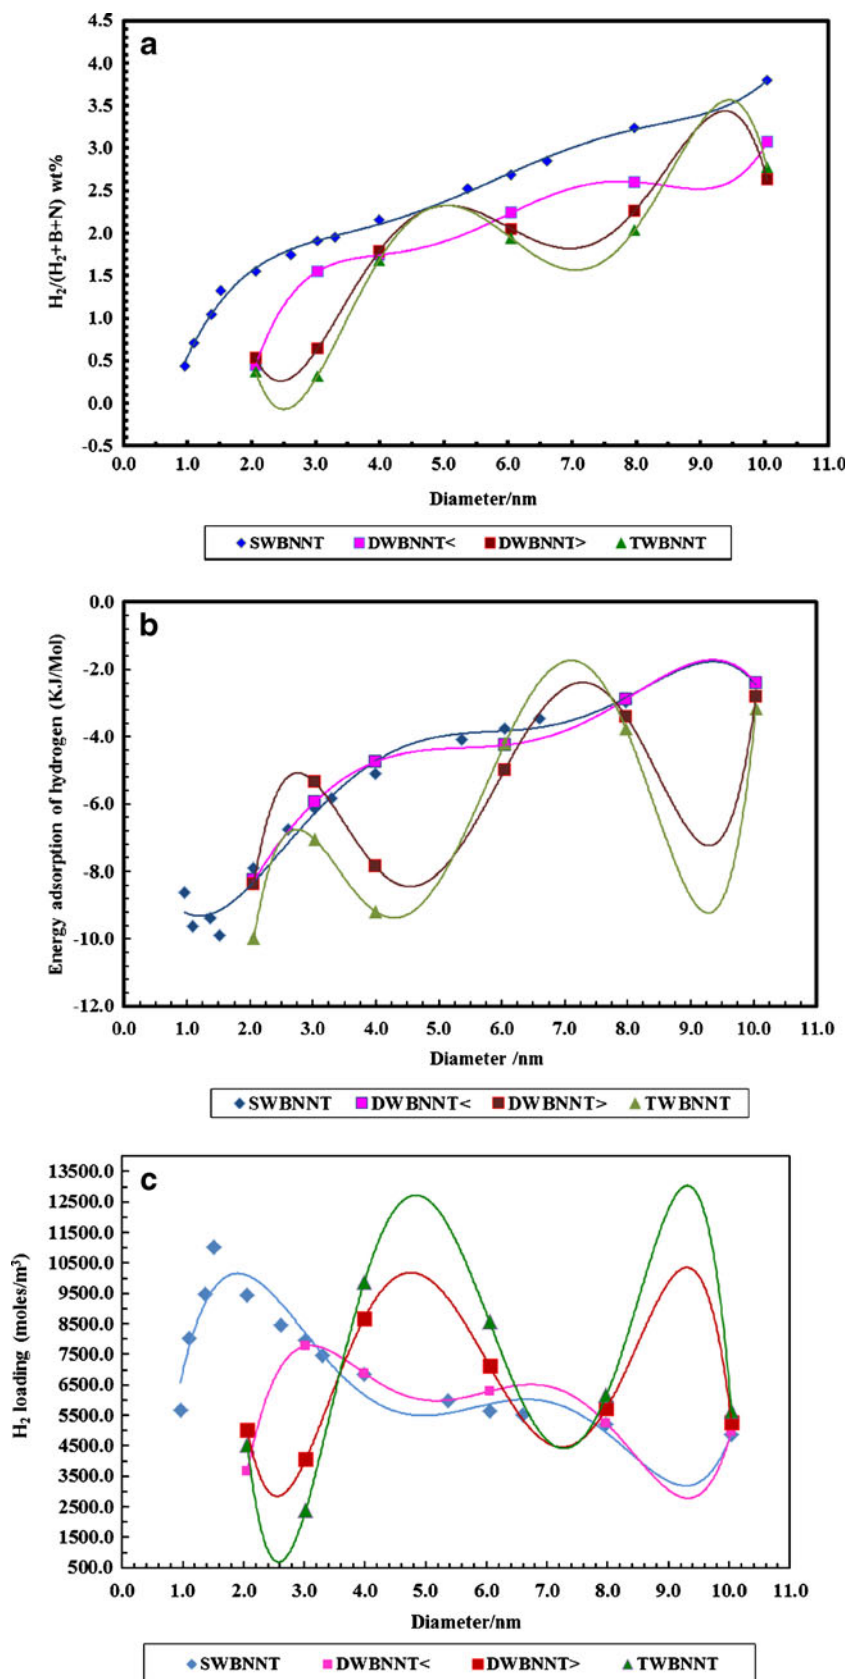 a
4.5
4.0
3.5
3.0
2.5
2.0
1.5
1.0
0.5
0.0
-0.5
H₂/(H₂+B+N) wt%
0.0 1.0 2.0 3.0 4.0 5.0 6.0 7.0 8.0 9.0 10.0 11.0
Diameter/nm
SWBNNT DWBNNT< DWBNNT> TWBNNT
b
0.0
-2.0
-4.0
-6.0
-8.0
-10.0
-12.0
Energy adsorption of hydrogen (KJ/Mol)
0.0 1.0 2.0 3.0 4.0 5.0 6.0 7.0 8.0 9.0 10.0 11.0
Diameter /nm
SWBNNT DWBNNT< DWBNNT> TWBNNT
c
13500.0
12500.0
11500.0
10500.0
9500.0
8500.0
7500.0
6500.0
5500.0
4500.0
3500.0
2500.0
1500.0
500.0
H₂ loading (moles/m³)
0.0 1.0 2.0 3.0 4.0 5.0 6.0 7.0 8.0 9.0 10.0 11.0
Diameter/nm
SWBNNT DWBNNT< DWBNNT> TWBNNT